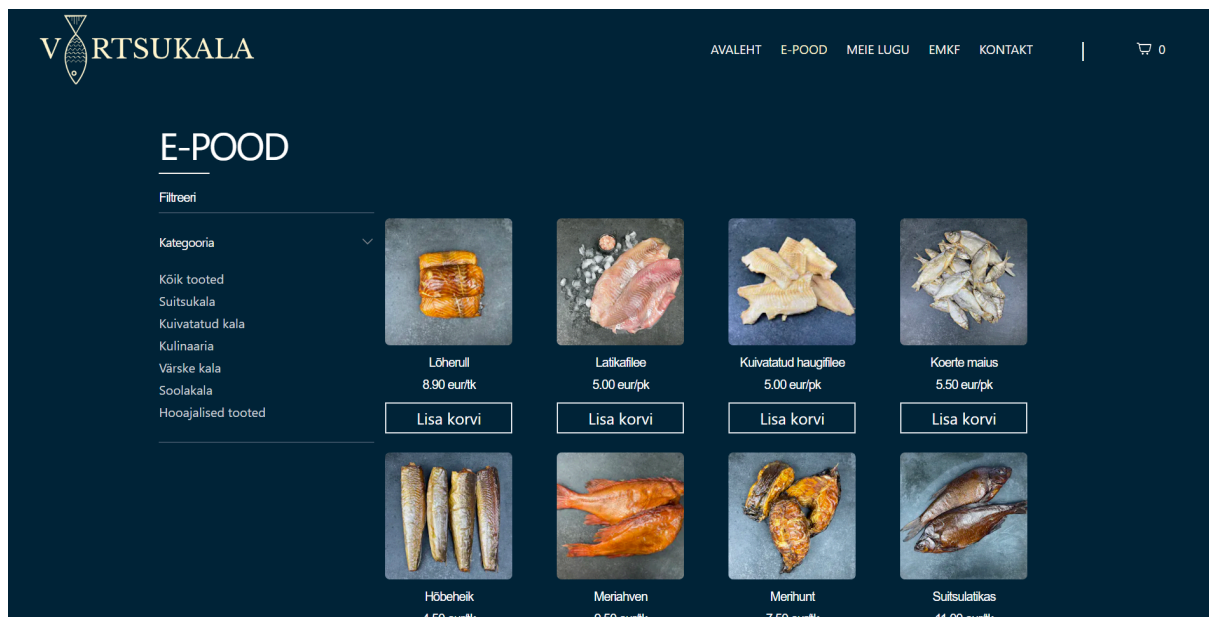 VÕRTSUKALA
AVALEHT E-POOD MEIE LUGU EMKF KONTAKT | 0
E-POOD
Filtreeri
Kategooria
Kõik tooted
Suitsukala
Kuivatatud kala
Kulinaaria
Värske kala
Soolakala
Hooajalised tooted
Lõherull Latikafilee Kuivatatud haugifilee Koerte maius
8.90 eur/tk 5.00 eur/pk 5.00 eur/pk 5.50 eur/pk
Lisa korvi Lisa korvi Lisa korvi Lisa korvi
Hõbeheik Meriahven Merihunt Suitsulatikas